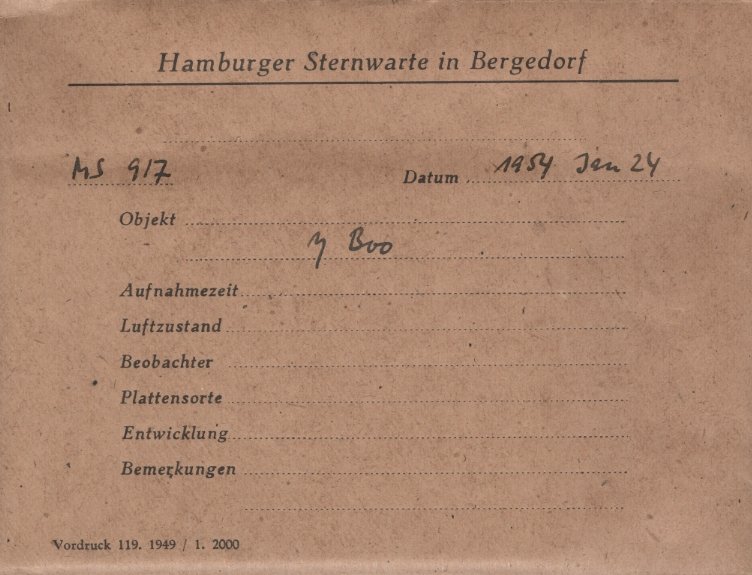 Hamburger Sternwarte in Bergedorf
MS 917 Datum 1954 Jan 24
Objekt
η Boo
Aufnahmezeit
Luftzustand
Beobachter
Plattensorte
Entwicklung
Bemerkungen
Vordruck 119. 1949 / 1. 2000